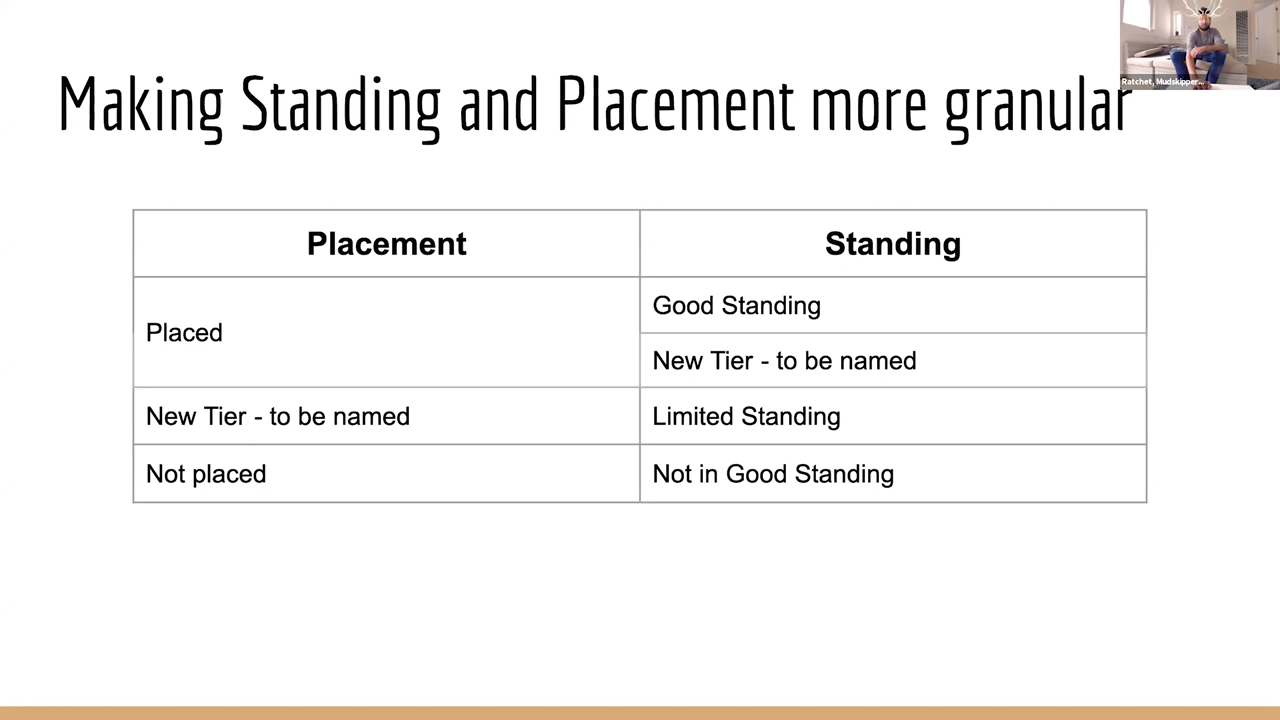 Making Standing and Placement more granular
Ratchet, Mudskipper...
Placement
Standing
Placed
Good Standing
New Tier - to be named
New Tier - to be named
Limited Standing
Not placed
Not in Good Standing